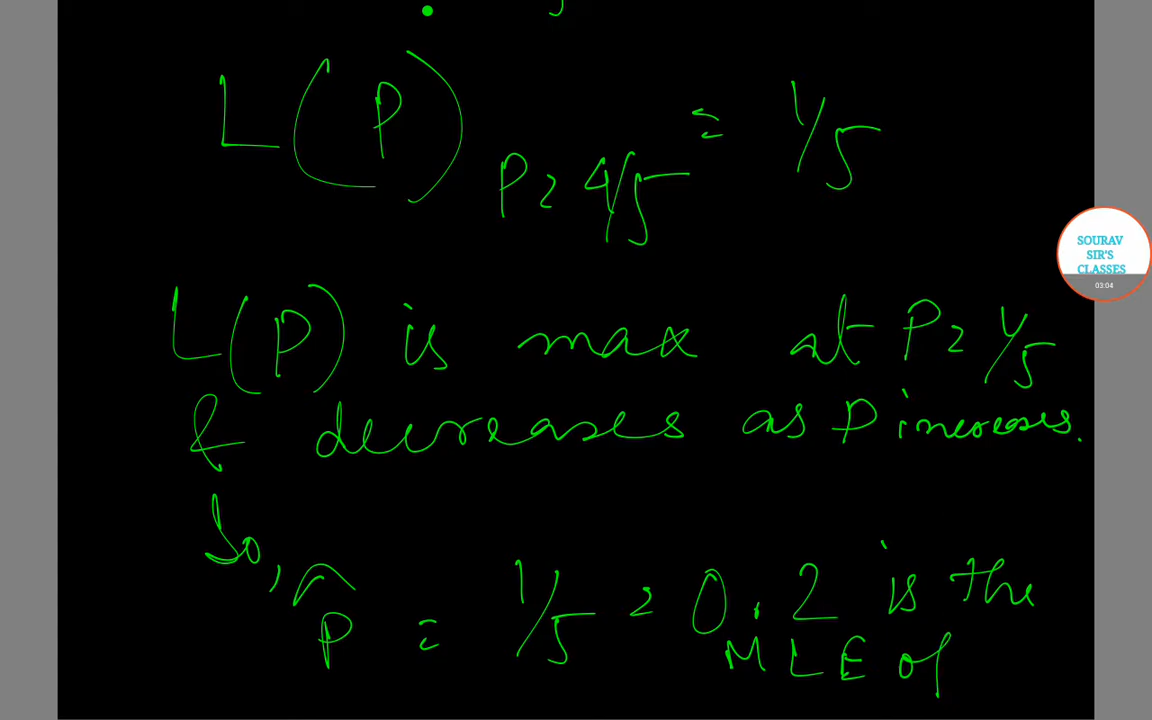 L(P) P=4/5 = 1/5
SOURAV
SIR'S
CLASSES
03:04
L(P) is max at P=1/5
& decreases as P increases.
So, P̂ = 1/5 = 0.2 is the
MLE of